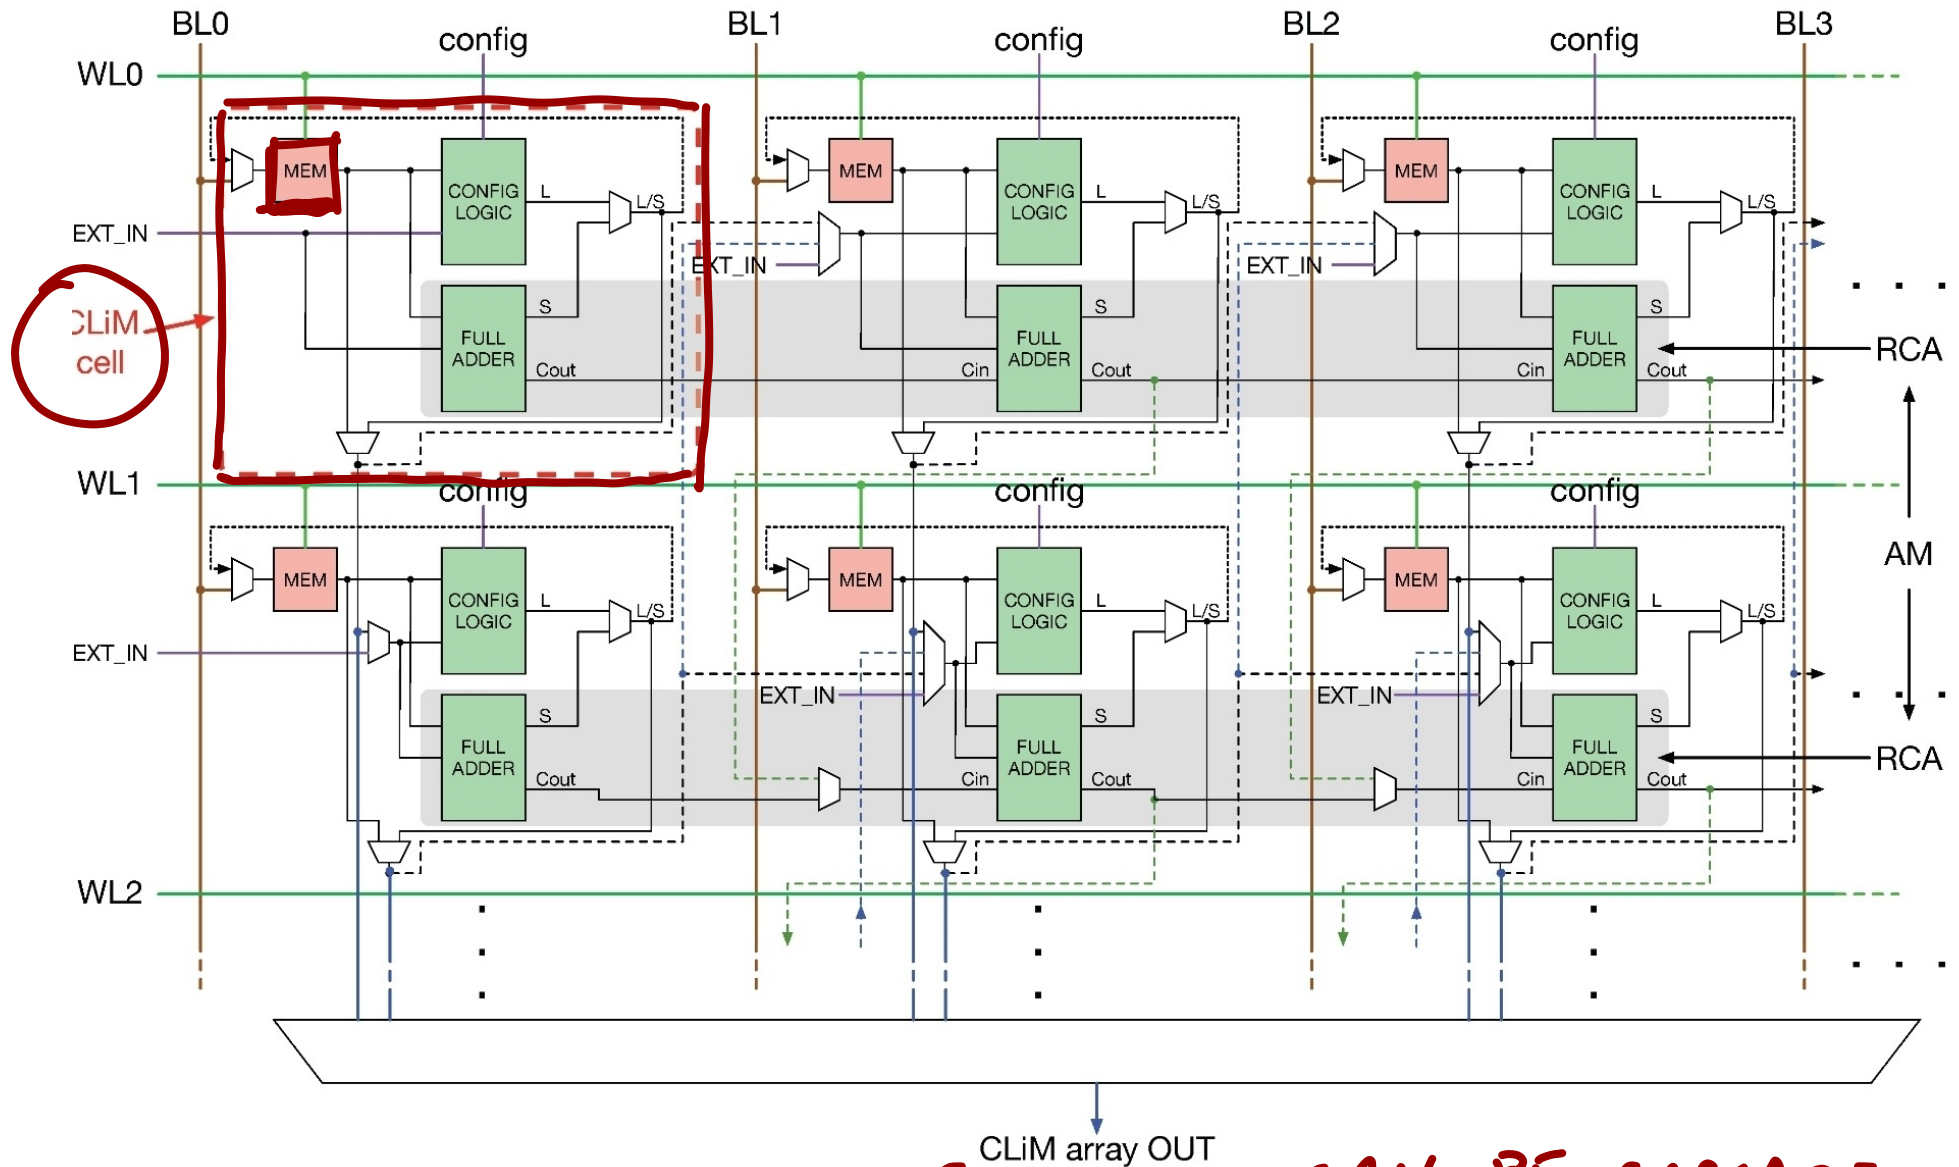 BL0 BL1 BL2 BL3
config config config
WL0
MEM CONFIG LOGIC L L/S MEM CONFIG LOGIC L L/S MEM CONFIG LOGIC L L/S
EXT_IN EXT_IN EXT_IN
CLiM cell
FULL ADDER S Cout Cin FULL ADDER S Cout Cin FULL ADDER S Cout
RCA
WL1
config config config
AM
MEM CONFIG LOGIC L L/S MEM CONFIG LOGIC L L/S MEM CONFIG LOGIC L L/S
EXT_IN EXT_IN EXT_IN
FULL ADDER S Cout Cin FULL ADDER S Cout Cin FULL ADDER S Cout
RCA
WL2
CLiM array OUT